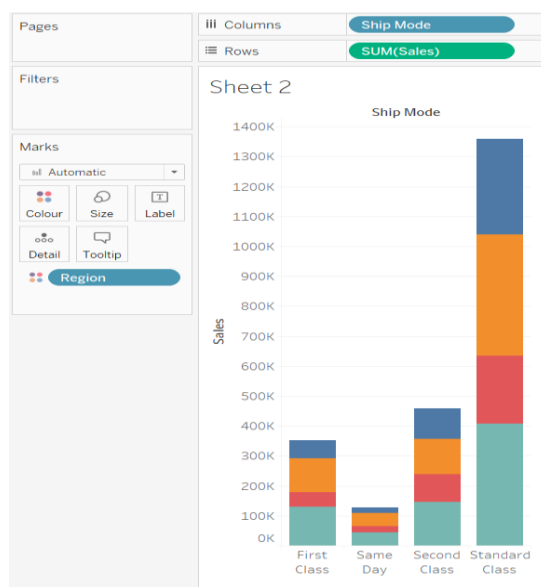 Pages
iii Columns
Ship Mode
Rows
SUM(Sales)
Filters
Sheet 2
Ship Mode
Marks
Automatic
Colour
Size
T
Label
Detail
Tooltip
Region
Sales
1400K
1300K
1200K
1100K
1000K
900K
800K
700K
600K
500K
400K
300K
200K
100K
0K
First
Class
Same
Day
Second
Class
Standard
Class